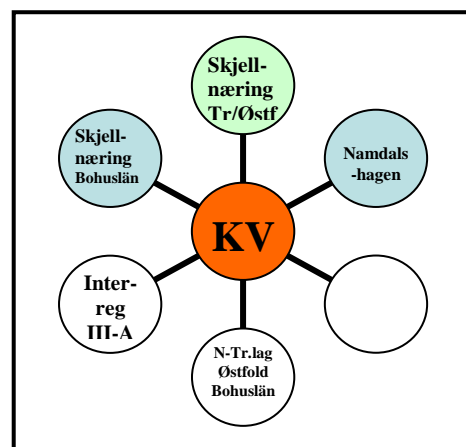 Skjell-
næring
Tr/Østf
Skjell-
næring
Bohuslän
Namdals
-hagen
KV
Inter-
reg
III-A
N-Tr.lag
Østfold
Bohuslän